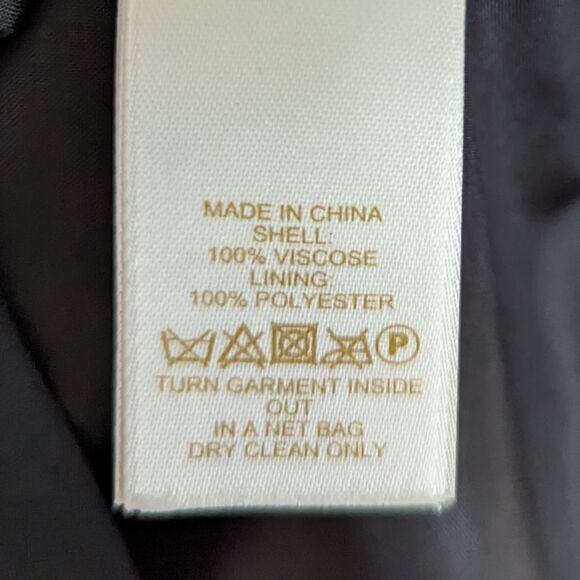 MADE IN CHINA
SHELL:
100% VISCOSE
LINING:
100% POLYESTER
P
TURN GARMENT INSIDE
OUT
IN A NET BAG
DRY CLEAN ONLY